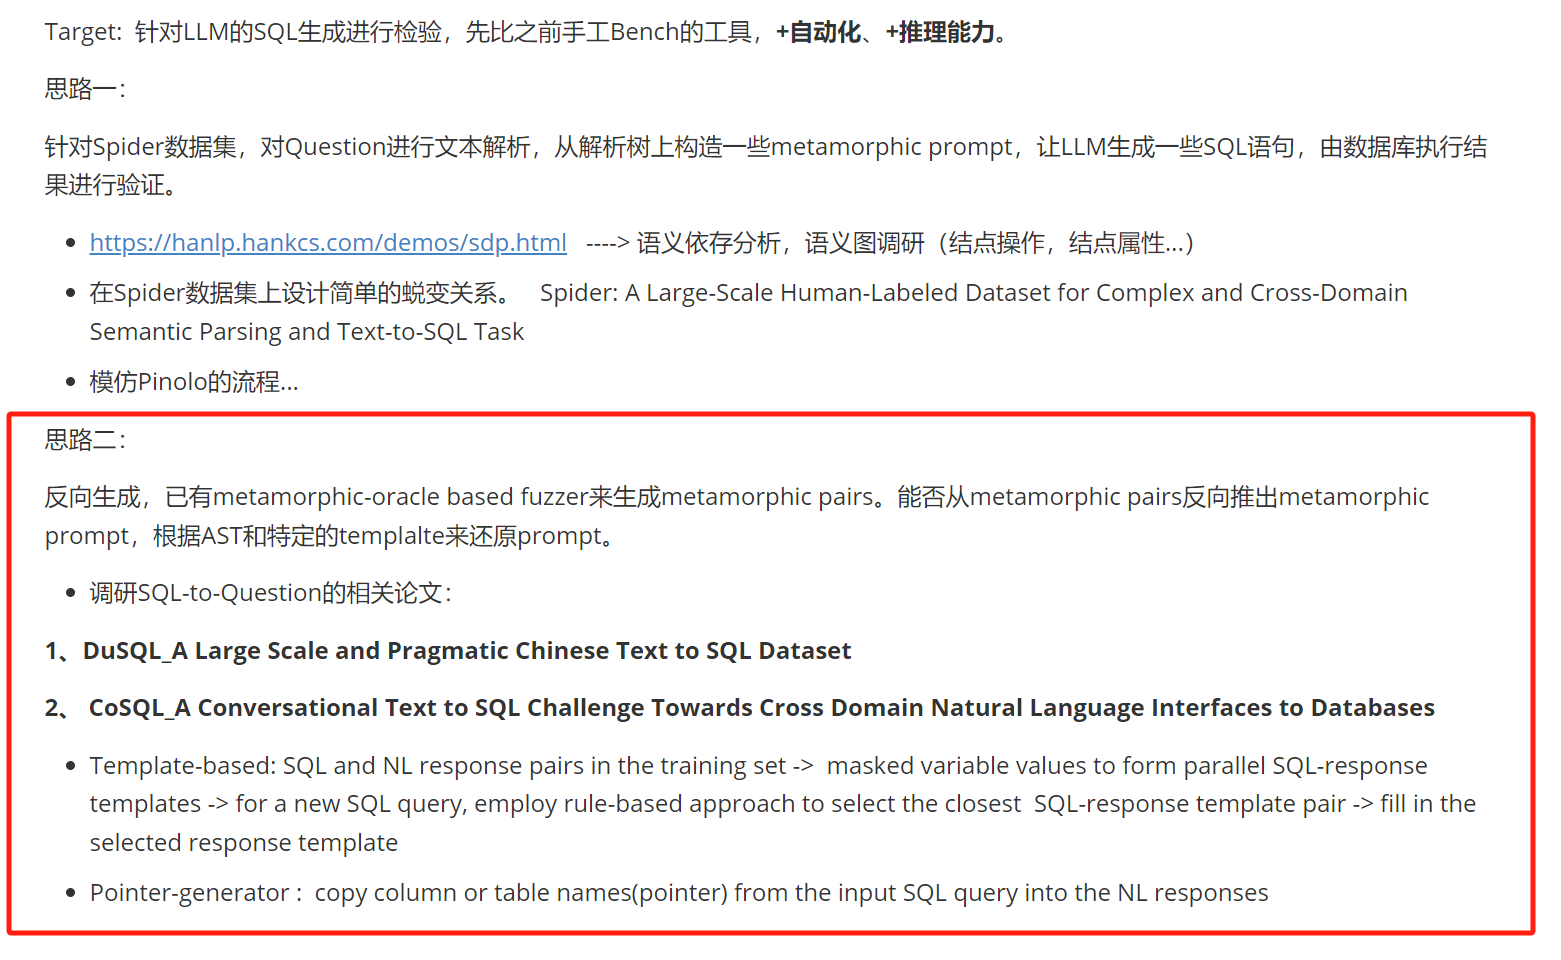 Target: 针对LLM的SQL生成进行检验，先比之前手工Bench的工具，+自动化、+推理能力。
思路一：
针对Spider数据集，对Question进行文本解析，从解析树上构造一些metamorphic prompt，让LLM生成一些SQL语句，由数据库执行结
果进行验证。
https://hanlp.hankcs.com/demos/sdp.html ----> 语义依存分析，语义图调研（结点操作，结点属性...）
在Spider数据集上设计简单的蜕变关系。 Spider: A Large-Scale Human-Labeled Dataset for Complex and Cross-Domain
Semantic Parsing and Text-to-SQL Task
模仿Pinolo的流程...
思路二：
反向生成，已有metamorphic-oracle based fuzzer来生成metamorphic pairs。能否从metamorphic pairs反向推出metamorphic
prompt，根据AST和特定的templalte来还原prompt。
调研SQL-to-Question的相关论文：
1、DuSQL_A Large Scale and Pragmatic Chinese Text to SQL Dataset
2、 CoSQL_A Conversational Text to SQL Challenge Towards Cross Domain Natural Language Interfaces to Databases
Template-based: SQL and NL response pairs in the training set -> masked variable values to form parallel SQL-response
templates -> for a new SQL query, employ rule-based approach to select the closest SQL-response template pair -> fill in the
selected response template
Pointer-generator : copy column or table names(pointer) from the input SQL query into the NL responses